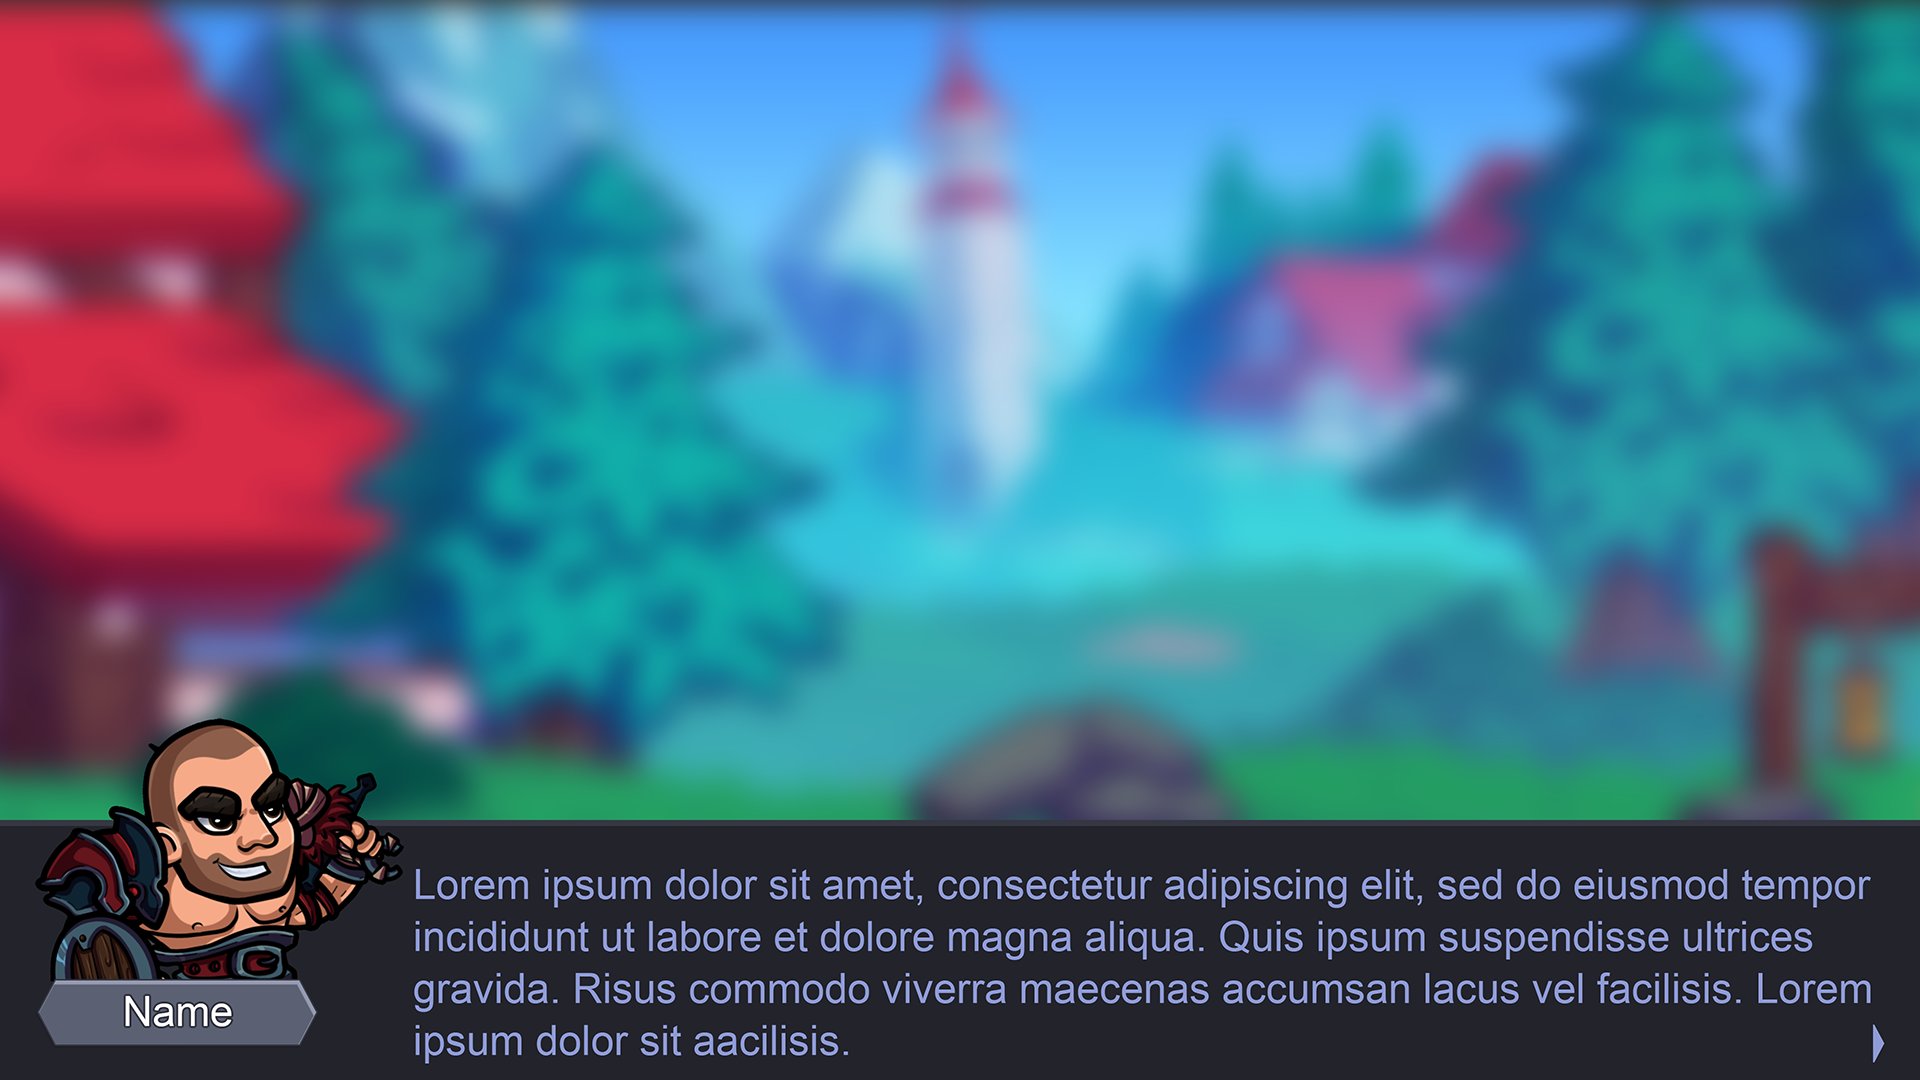 Lorem ipsum dolor sit amet, consectetur adipiscing elit, sed do eiusmod tempor
incididunt ut labore et dolore magna aliqua. Quis ipsum suspendisse ultrices
gravida. Risus commodo viverra maecenas accumsan lacus vel facilisis. Lorem
ipsum dolor sit aacilisis.
Name